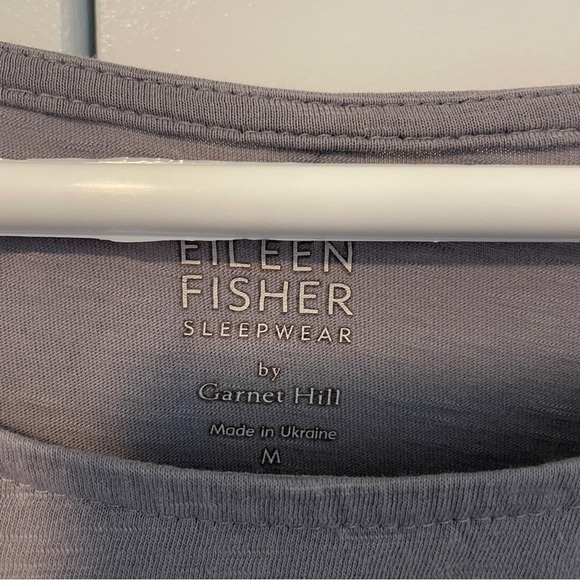 EILEEN
FISHER
SLEEPWEAR
by
Garnet Hill
Made in Ukraine
M